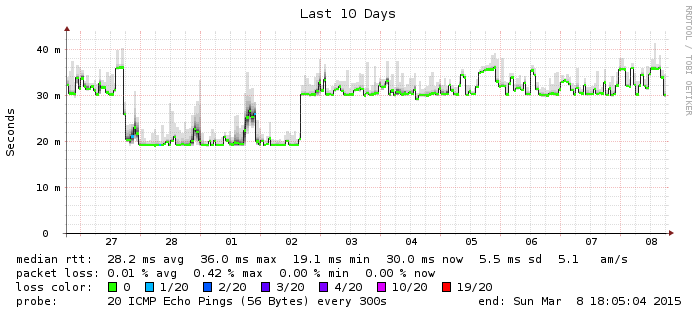 Last 10 Days
RRDTOOL / TOBI OETIKER
Seconds
40 m
30 m
20 m
10 m
0
27 28 01 02 03 04 05 06 07 08
median rtt: 28.2 ms avg 36.0 ms max 19.1 ms min 30.0 ms now 5.5 ms sd 5.1 am/s
packet loss: 0.01 % avg 0.42 % max 0.00 % min 0.00 % now
loss color: 0 1/20 2/20 3/20 4/20 10/20 19/20
probe: 20 ICMP Echo Pings (56 Bytes) every 300s end: Sun Mar 8 18:05:04 2015